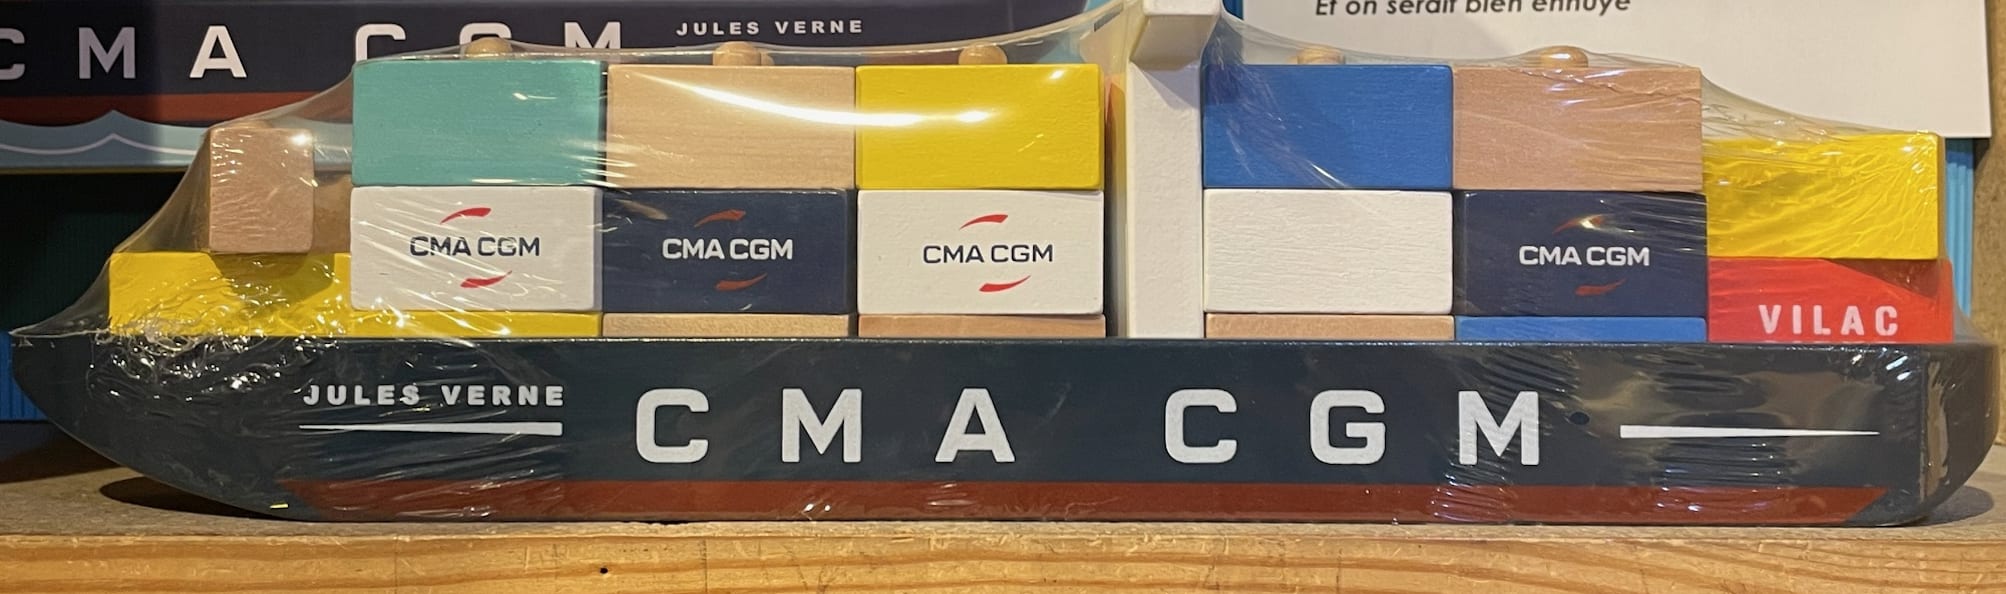 Et on serait bien ennuyé
CMA CGM
JULES VERNE
CMA CGM
CMA CGM
CMA CGM
CMA CGM
VILAC
JULES VERNE
CMA CGM